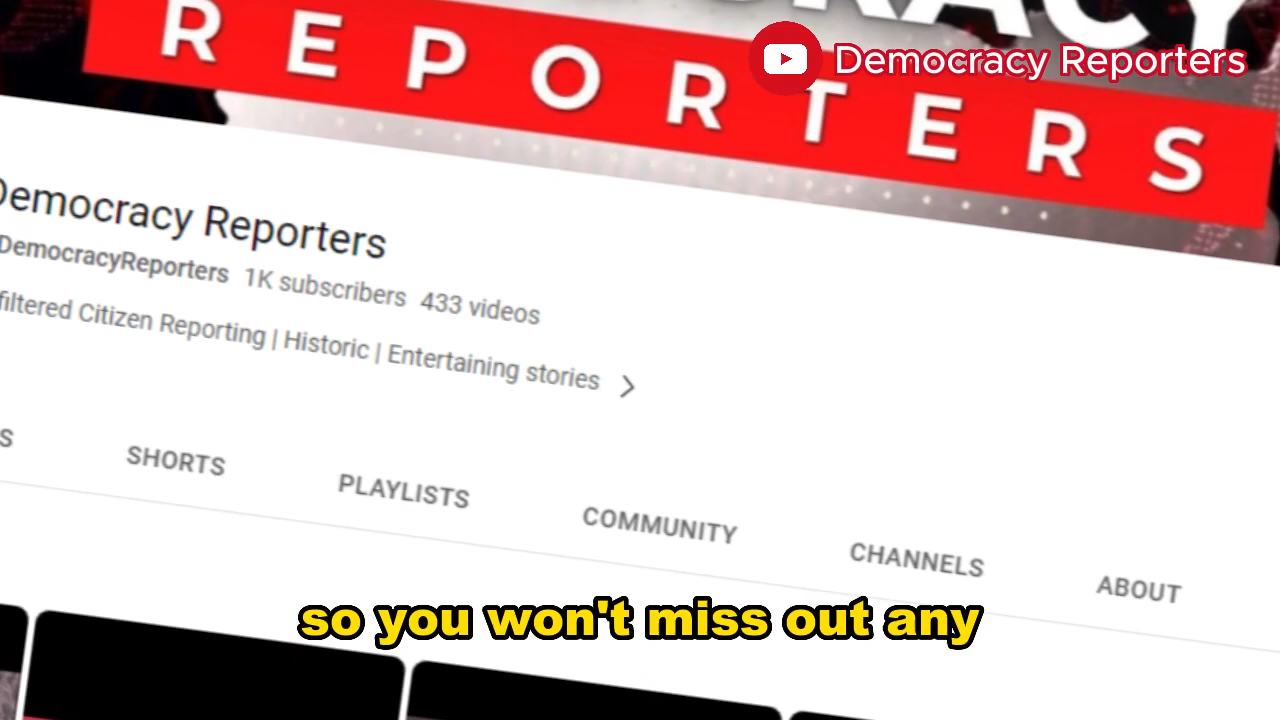 RACY
REPORTERS
Democracy Reporters
Democracy Reporters
DemocracyReporters 1K subscribers 433 videos
filtered Citizen Reporting | Historic | Entertaining stories
S
SHORTS PLAYLISTS COMMUNITY CHANNELS ABOUT
so you won't miss out any